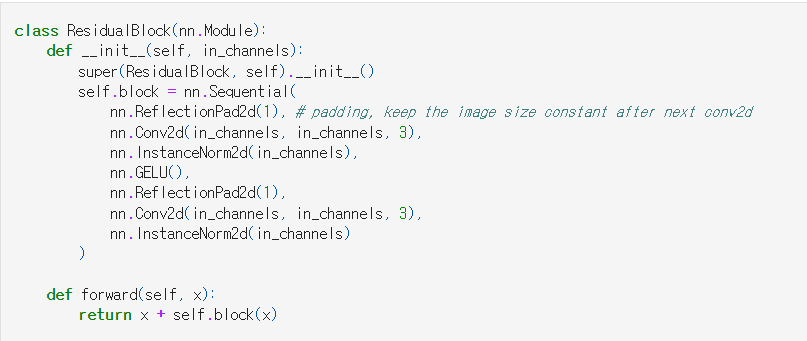 class ResidualBlock(nn.Module):
    def __init__(self, in_channels):
        super(ResidualBlock, self).__init__()
        self.block = nn.Sequential(
            nn.ReflectionPad2d(1), # padding, keep the image size constant after next conv2d
            nn.Conv2d(in_channels, in_channels, 3),
            nn.InstanceNorm2d(in_channels),
            nn.GELU(),
            nn.ReflectionPad2d(1),
            nn.Conv2d(in_channels, in_channels, 3),
            nn.InstanceNorm2d(in_channels)
        )
    def forward(self, x):
        return x + self.block(x)